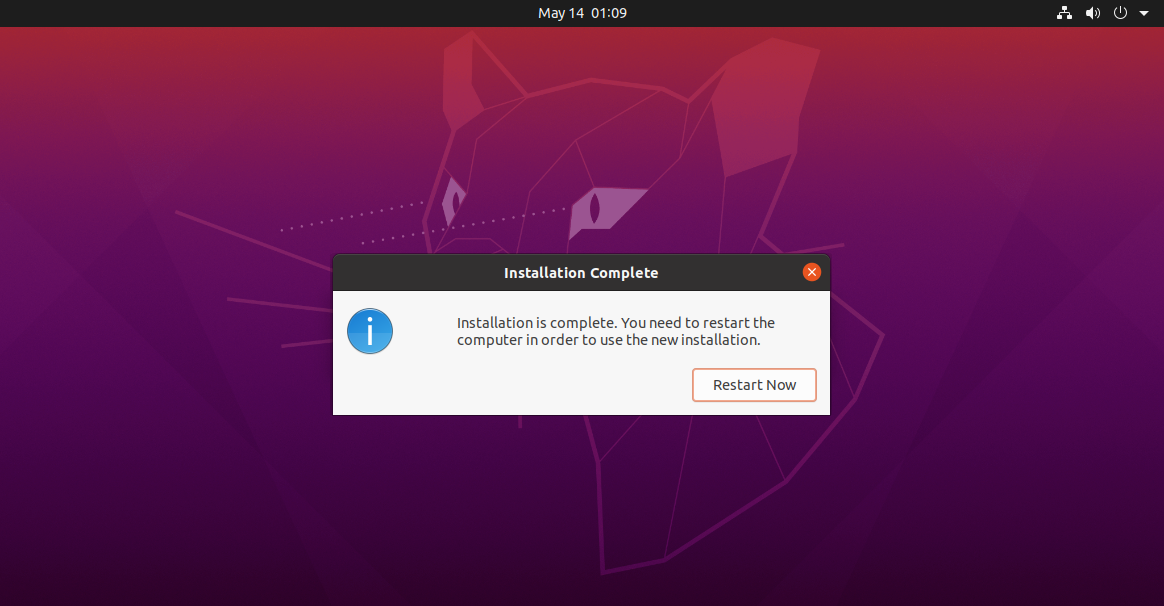 May 14 01:09
Installation Complete
Installation is complete. You need to restart the
computer in order to use the new installation.
Restart Now